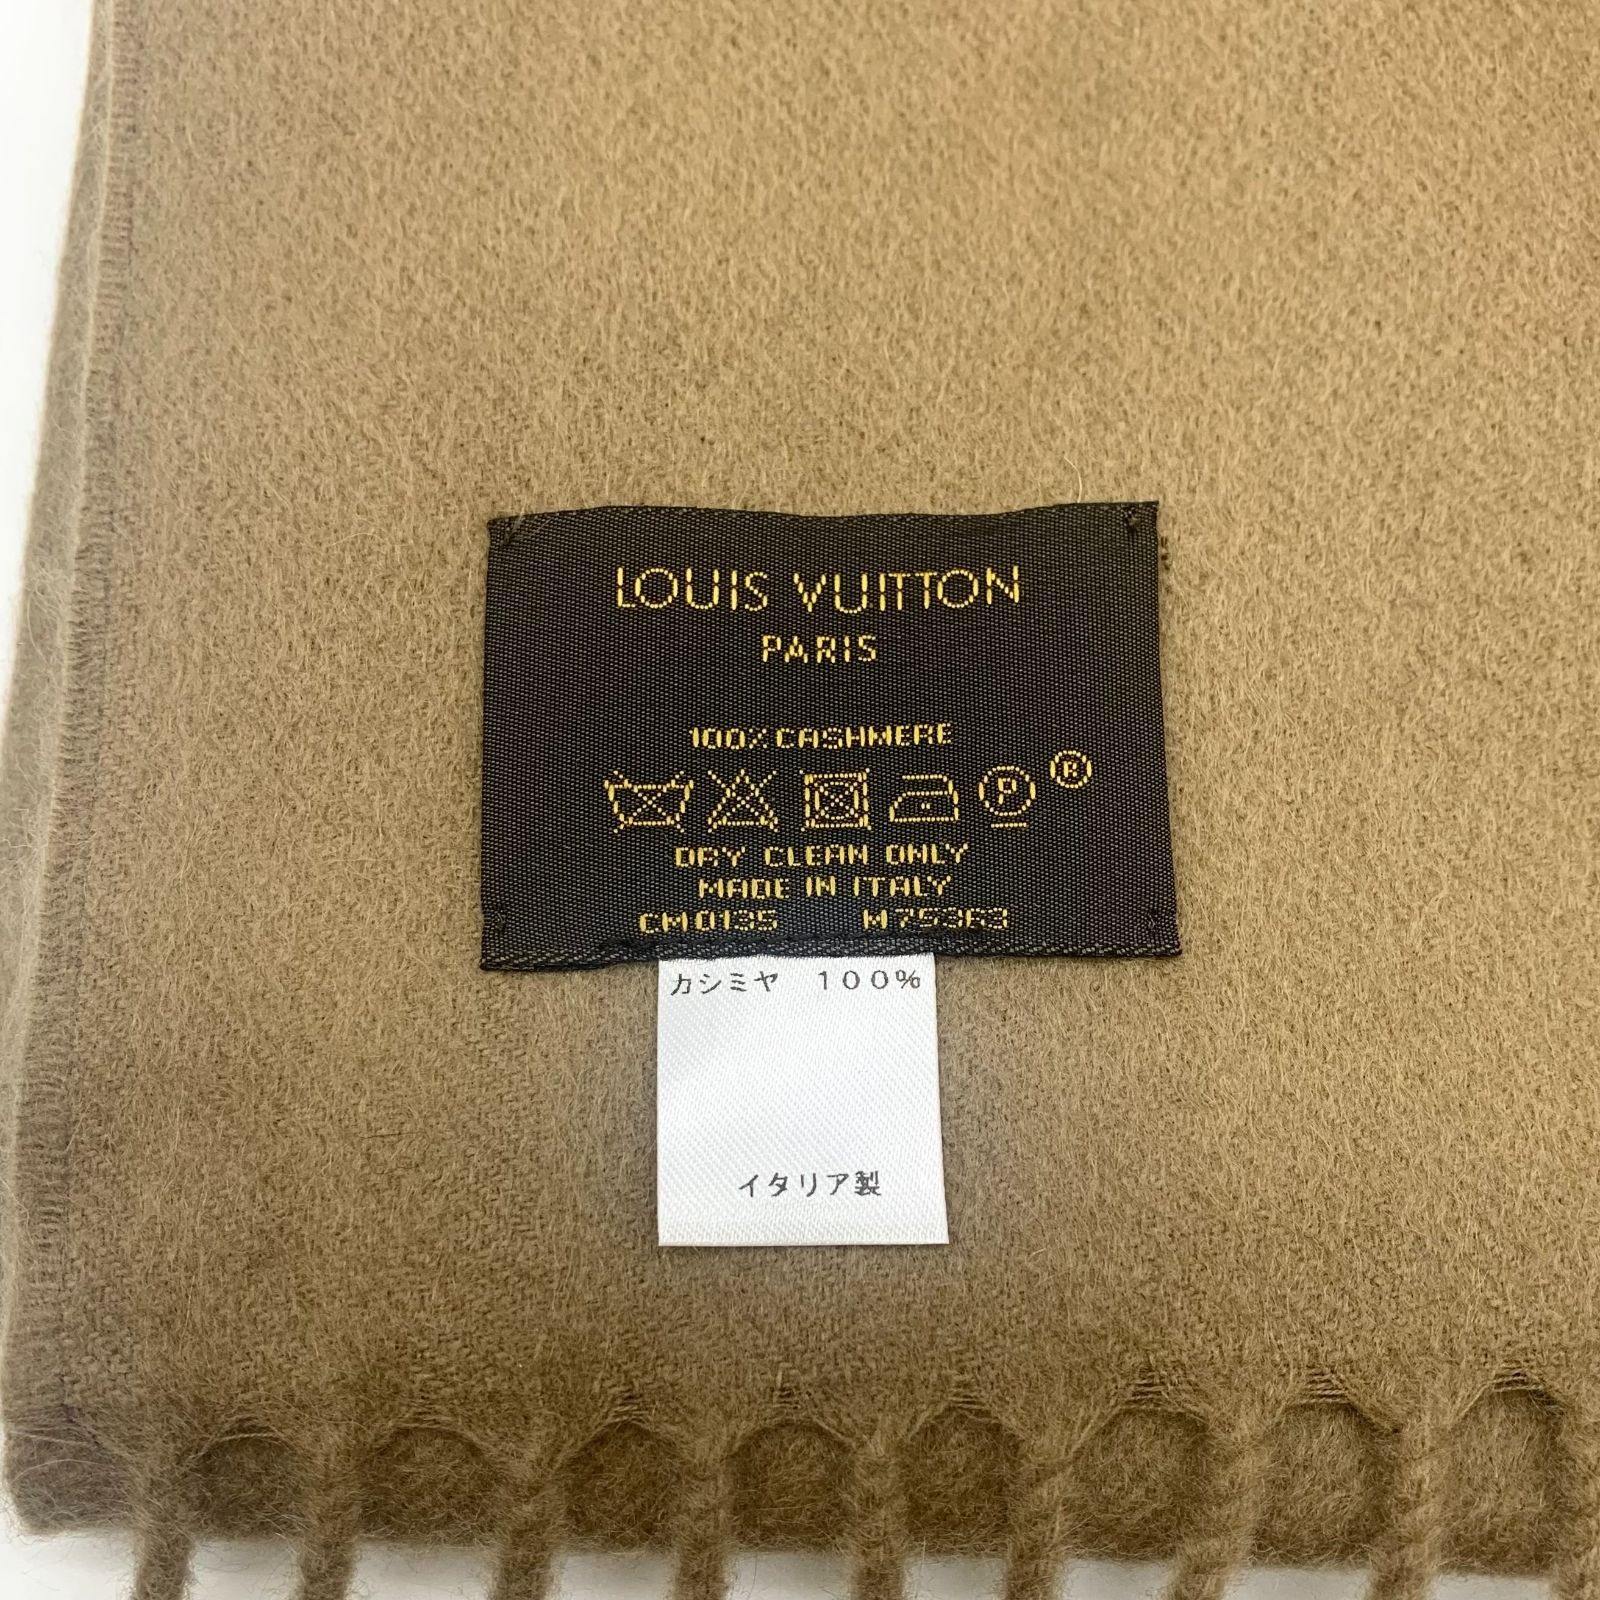 LOUIS VUITTON
PARIS
100% CASHMERE
P ®
DRY CLEAN ONLY
MADE IN ITALY
CM0135 M75363
カシミヤ 100%
イタリア製